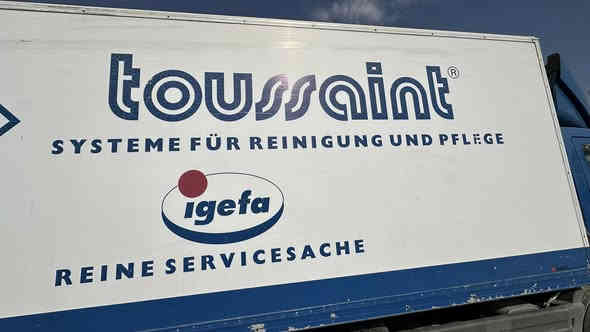 toussaint®
SYSTEME FÜR REINIGUNG UND PFLEGE
igefa
REINE SERVICESACHE